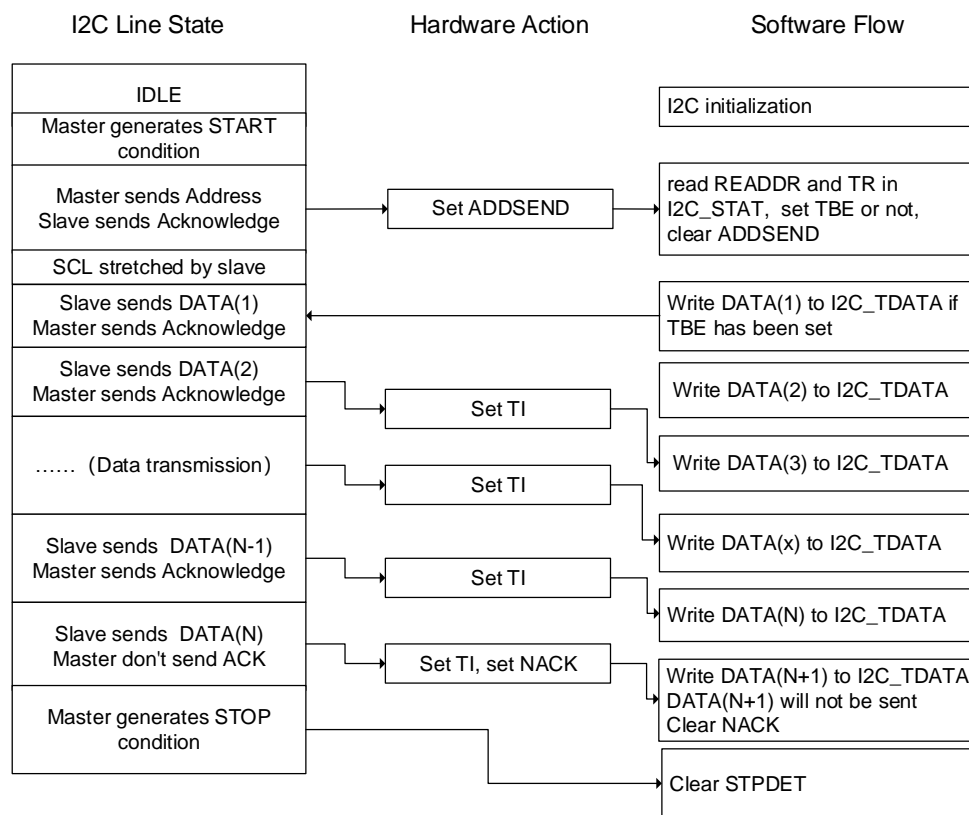 I2C Line State
Hardware Action
Software Flow
IDLE
I2C initialization
Master generates START
condition
Master sends Address
Slave sends Acknowledge
Set ADDSEND
read READDR and TR in
I2C_STAT,  set TBE or not,
clear ADDSEND
SCL stretched by slave
Slave sends DATA(1)
Master sends Acknowledge
Write DATA(1) to I2C_TDATA if
TBE has been set
Slave sends DATA(2)
Master sends Acknowledge
Set TI
Write DATA(2) to I2C_TDATA
Write DATA(3) to I2C_TDATA
…… (Data transmission)
Set TI
Write DATA(x) to I2C_TDATA
Slave sends  DATA(N-1)
Master sends Acknowledge
Set TI
Write DATA(N) to I2C_TDATA
Slave sends  DATA(N)
Master don't send ACK
Set TI, set NACK
Write DATA(N+1) to I2C_TDATA
DATA(N+1) will not be sent
Clear NACK
Master generates STOP
condition
Clear STPDET